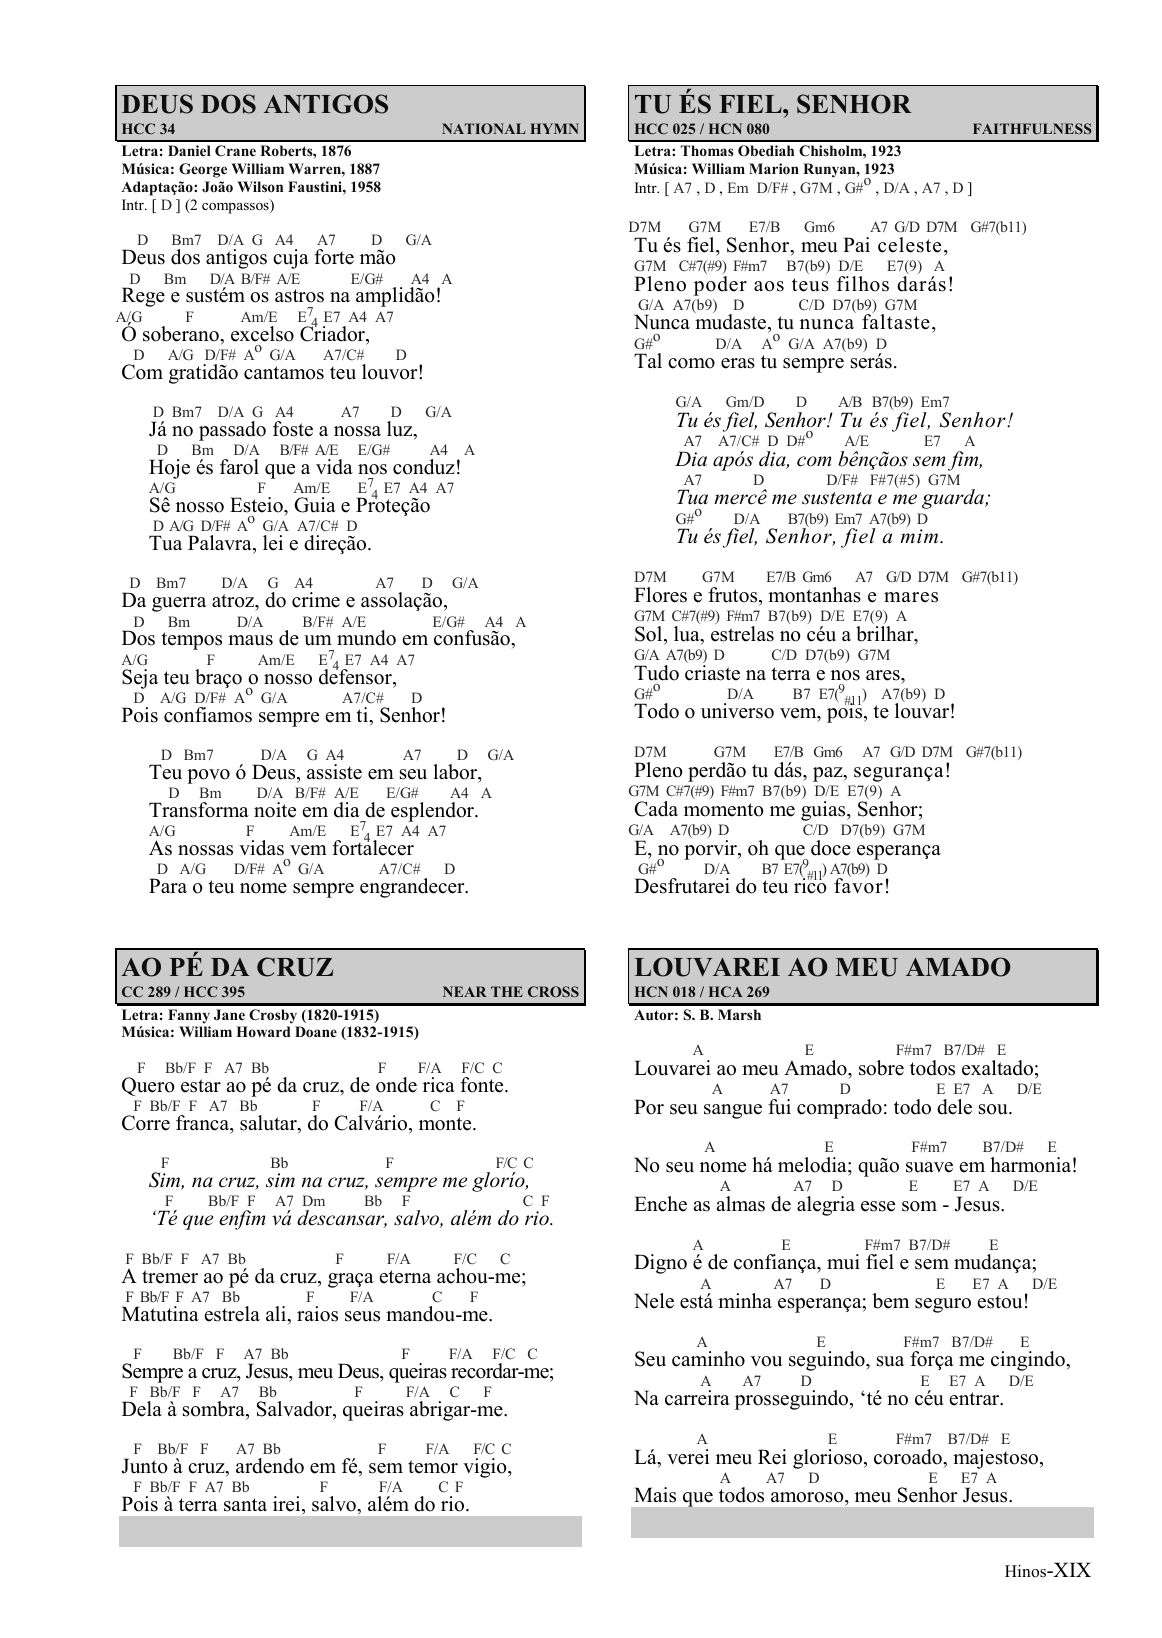 DEUS DOS ANTIGOS
HCC 34 NATIONAL HYMN
Letra: Daniel Crane Roberts, 1876
Música: George William Warren, 1887
Adaptação: João Wilson Faustini, 1958
Intr. [ D ] (2 compassos)
D Bm7 D/A G A4 A7 D G/A
Deus dos antigos cuja forte mão
D Bm D/A B/F# A/E E/G# A4 A
Rege e sustém os astros na amplidão!
A/G F Am/E E7 4 E7 A4 A7
Ó soberano, excelso Criador,
D A/G D/F# Ao G/A A7/C# D
Com gratidão cantamos teu louvor!
D Bm7 D/A G A4 A7 D G/A
Já no passado foste a nossa luz,
D Bm D/A B/F# A/E E/G# A4 A
Hoje és farol que a vida nos conduz!
A/G F Am/E E7 4 E7 A4 A7
Sê nosso Esteio, Guia e Proteção
D A/G D/F# Ao G/A A7/C# D
Tua Palavra, lei e direção.
D Bm7 D/A G A4 A7 D G/A
Da guerra atroz, do crime e assolação,
D Bm D/A B/F# A/E E/G# A4 A
Dos tempos maus de um mundo em confusão,
A/G F Am/E E7 4 E7 A4 A7
Seja teu braço o nosso defensor,
D A/G D/F# Ao G/A A7/C# D
Pois confiamos sempre em ti, Senhor!
D Bm7 D/A G A4 A7 D G/A
Teu povo ó Deus, assiste em seu labor,
D Bm D/A B/F# A/E E/G# A4 A
Transforma noite em dia de esplendor.
A/G F Am/E E7 4 E7 A4 A7
As nossas vidas vem fortalecer
D A/G D/F# Ao G/A A7/C# D
Para o teu nome sempre engrandecer.
AO PÉ DA CRUZ
CC 289 / HCC 395 NEAR THE CROSS
Letra: Fanny Jane Crosby (1820-1915)
Música: William Howard Doane (1832-1915)
F Bb/F F A7 Bb F F/A F/C C
Quero estar ao pé da cruz, de onde rica fonte.
F Bb/F F A7 Bb F F/A C F
Corre franca, salutar, do Calvário, monte.
F Bb F F/C C
Sim, na cruz, sim na cruz, sempre me glorío,
F Bb/F F A7 Dm Bb F C F
‘Té que enfim vá descansar, salvo, além do rio.
F Bb/F F A7 Bb F F/A F/C C
A tremer ao pé da cruz, graça eterna achou-me;
F Bb/F F A7 Bb F F/A C F
Matutina estrela ali, raios seus mandou-me.
F Bb/F F A7 Bb F F/A F/C C
Sempre a cruz, Jesus, meu Deus, queiras recordar-me;
F Bb/F F A7 Bb F F/A C F
Dela à sombra, Salvador, queiras abrigar-me.
F Bb/F F A7 Bb F F/A F/C C
Junto à cruz, ardendo em fé, sem temor vigio,
F Bb/F F A7 Bb F F/A C F
Pois à terra santa irei, salvo, além do rio.
TU ÉS FIEL, SENHOR
HCC 025 / HCN 080 FAITHFULNESS
Letra: Thomas Obediah Chisholm, 1923
Música: William Marion Runyan, 1923
Intr. [ A7 , D , Em D/F# , G7M , G#o , D/A , A7 , D ]
D7M G7M E7/B Gm6 A7 G/D D7M G#7(b11)
Tu és fiel, Senhor, meu Pai celeste,
G7M C#7(#9) F#m7 B7(b9) D/E E7(9) A
Pleno poder aos teus filhos darás!
G/A A7(b9) D C/D D7(b9) G7M
Nunca mudaste, tu nunca faltaste,
G#o D/A Ao G/A A7(b9) D
Tal como eras tu sempre serás.
G/A Gm/D D A/B B7(b9) Em7
Tu és fiel, Senhor! Tu és fiel, Senhor!
A7 A7/C# D D#o A/E E7 A
Dia após dia, com bênçãos sem fim,
A7 D D/F# F#7(#5) G7M
Tua mercê me sustenta e me guarda;
G#o D/A B7(b9) Em7 A7(b9) D
Tu és fiel, Senhor, fiel a mim.
D7M G7M E7/B Gm6 A7 G/D D7M G#7(b11)
Flores e frutos, montanhas e mares
G7M C#7(#9) F#m7 B7(b9) D/E E7(9) A
Sol, lua, estrelas no céu a brilhar,
G/A A7(b9) D C/D D7(b9) G7M
Tudo criaste na terra e nos ares,
G#o D/A B7 E7(9 #11) A7(b9) D
Todo o universo vem, pois, te louvar!
D7M G7M E7/B Gm6 A7 G/D D7M G#7(b11)
Pleno perdão tu dás, paz, segurança!
G7M C#7(#9) F#m7 B7(b9) D/E E7(9) A
Cada momento me guias, Senhor;
G/A A7(b9) D C/D D7(b9) G7M
E, no porvir, oh que doce esperança
G#o D/A B7 E7(9 #11) A7(b9) D
Desfrutarei do teu rico favor!
LOUVAREI AO MEU AMADO
HCN 018 / HCA 269
Autor: S. B. Marsh
A E F#m7 B7/D# E
Louvarei ao meu Amado, sobre todos exaltado;
A A7 D E E7 A D/E
Por seu sangue fui comprado: todo dele sou.
A E F#m7 B7/D# E
No seu nome há melodia; quão suave em harmonia!
A A7 D E E7 A D/E
Enche as almas de alegria esse som - Jesus.
A E F#m7 B7/D# E
Digno é de confiança, mui fiel e sem mudança;
A A7 D E E7 A D/E
Nele está minha esperança; bem seguro estou!
A E F#m7 B7/D# E
Seu caminho vou seguindo, sua força me cingindo,
A A7 D E E7 A D/E
Na carreira prosseguindo, ‘té no céu entrar.
A E F#m7 B7/D# E
Lá, verei meu Rei glorioso, coroado, majestoso,
A A7 D E E7 A
Mais que todos amoroso, meu Senhor Jesus.
Hinos-XIX